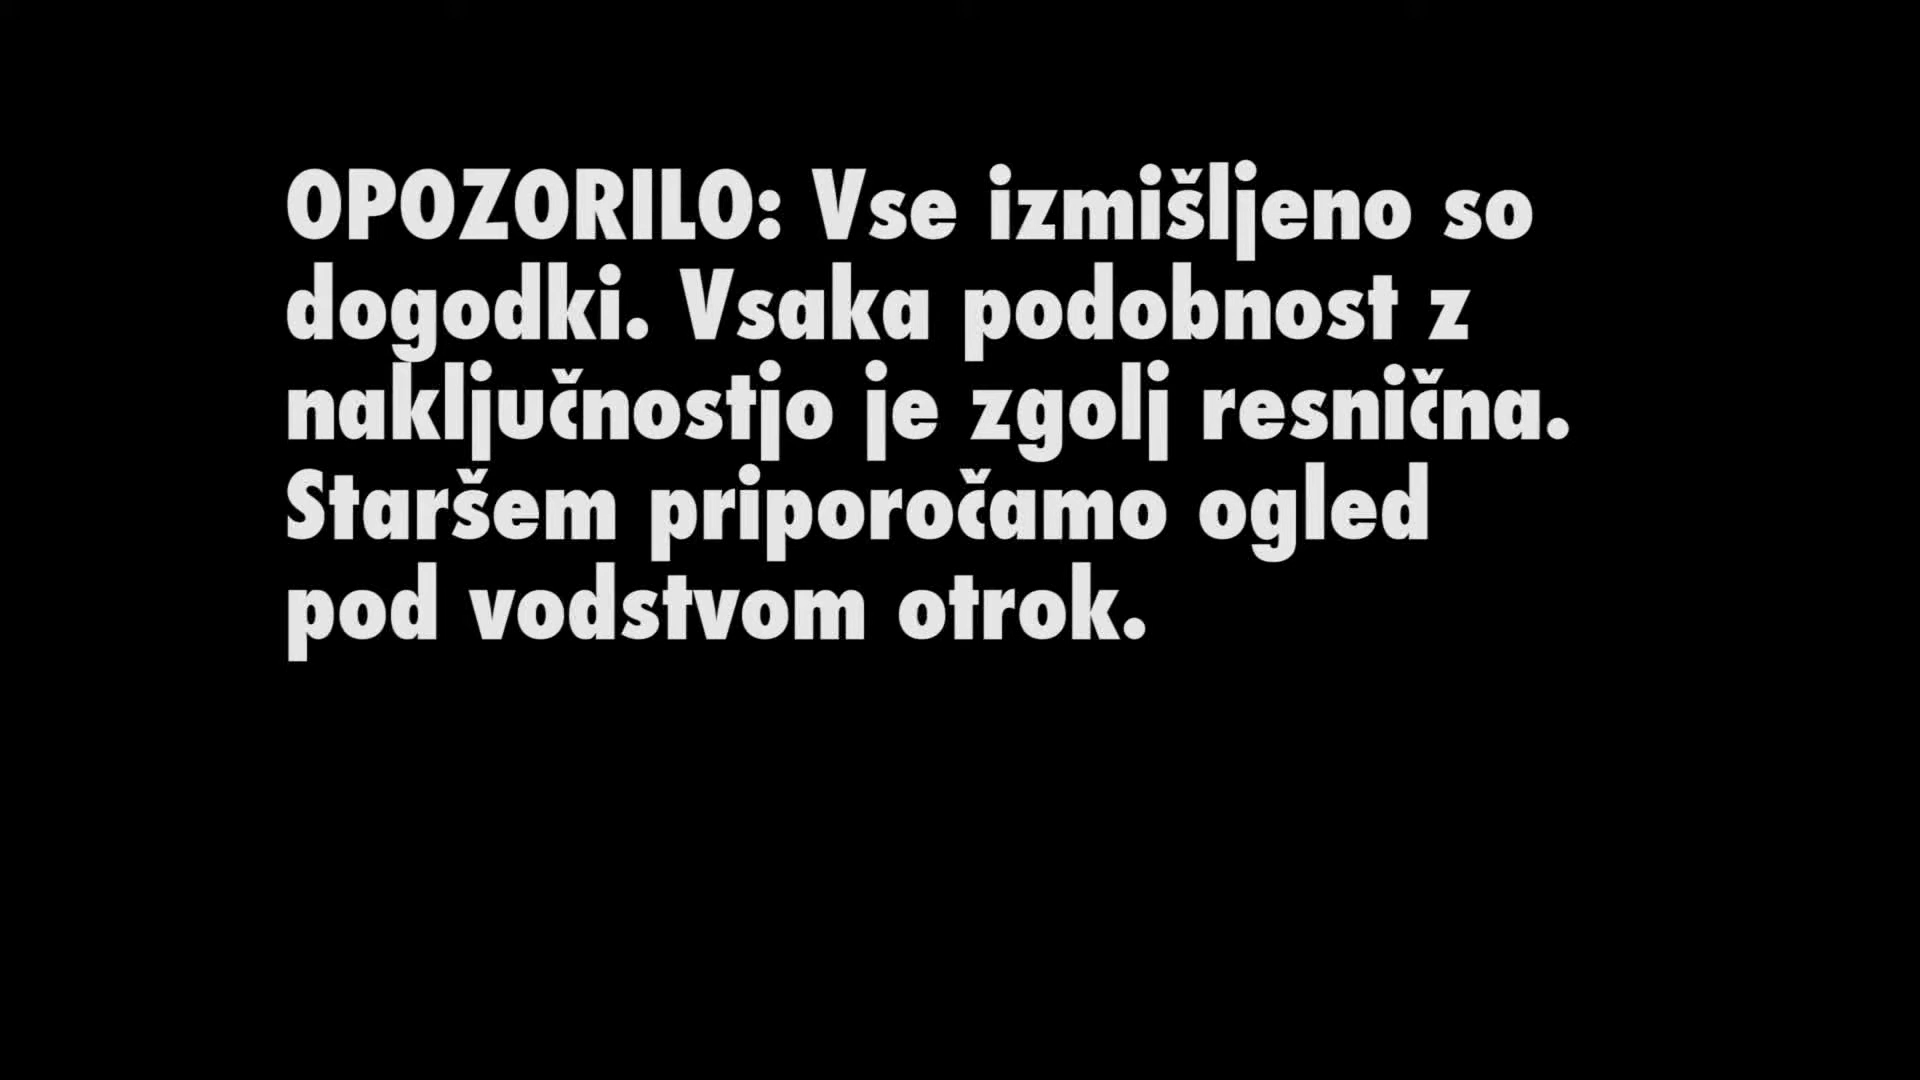 OPOZORILO: Vse izmišljeno so
dogodki. Vsaka podobnost z
naključnostjo je zgolj resnična.
Staršem priporočamo ogled
pod vodstvom otrok.